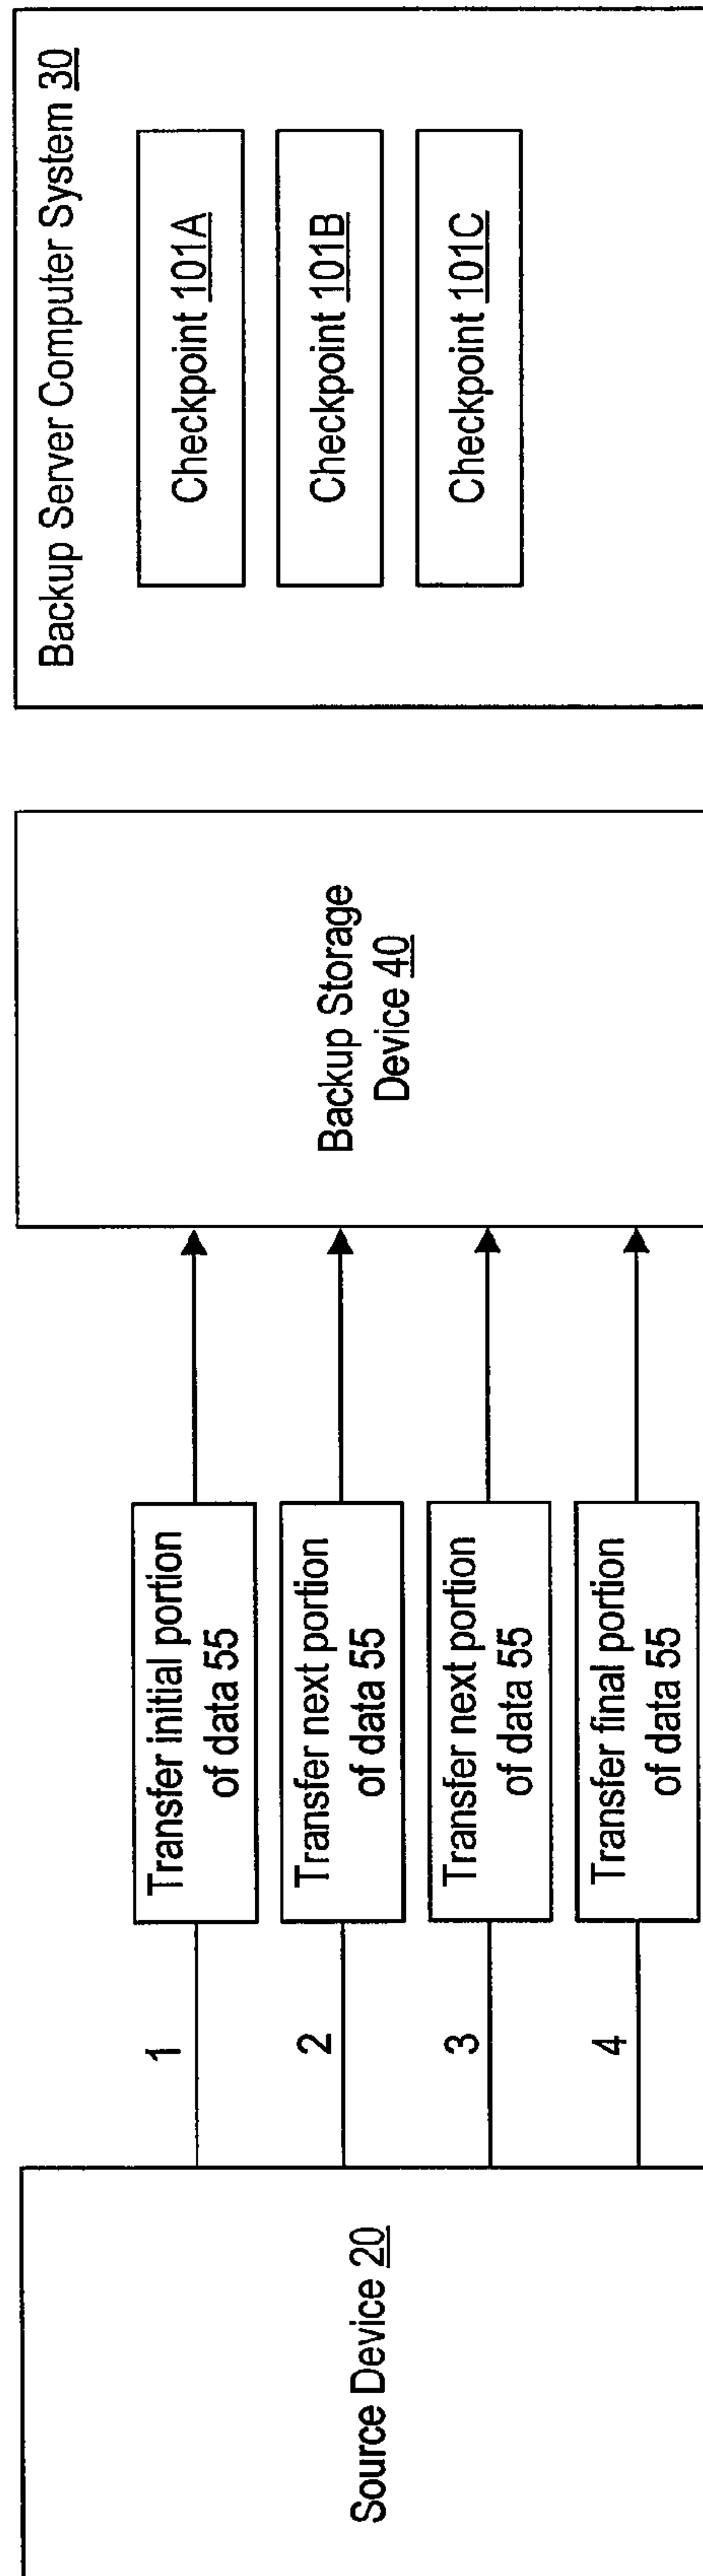 Source Device 20
1
Transfer initial portion
of data 55
2
Transfer next portion
of data 55
3
Transfer next portion
of data 55
4
Transfer final portion
of data 55
Backup Storage
Device 40
Backup Server Computer System 30
Checkpoint 101A
Checkpoint 101B
Checkpoint 101C